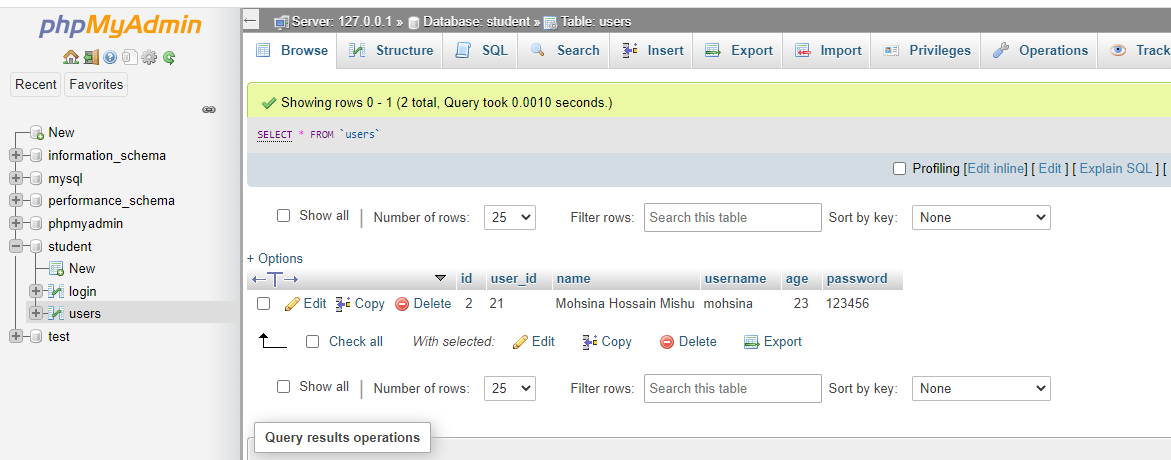 phpMyAdmin
Recent Favorites
New
information_schema
mysql
performance_schema
phpmyadmin
student
New
login
users
test
Server: 127.0.0.1 » Database: student » Table: users
Browse Structure SQL Search Insert Export Import Privileges Operations Track
Showing rows 0 - 1 (2 total, Query took 0.0010 seconds.)
SELECT * FROM `users`
Profiling [Edit inline] [ Edit ] [ Explain SQL ] [
Show all | Number of rows: 25 Filter rows: Search this table Sort by key: None
+ Options
←T→ id user_id name username age password
Edit Copy Delete 2 21 Mohsina Hossain Mishu mohsina 23 123456
Check all With selected: Edit Copy Delete Export
Show all | Number of rows: 25 Filter rows: Search this table Sort by key: None
Query results operations